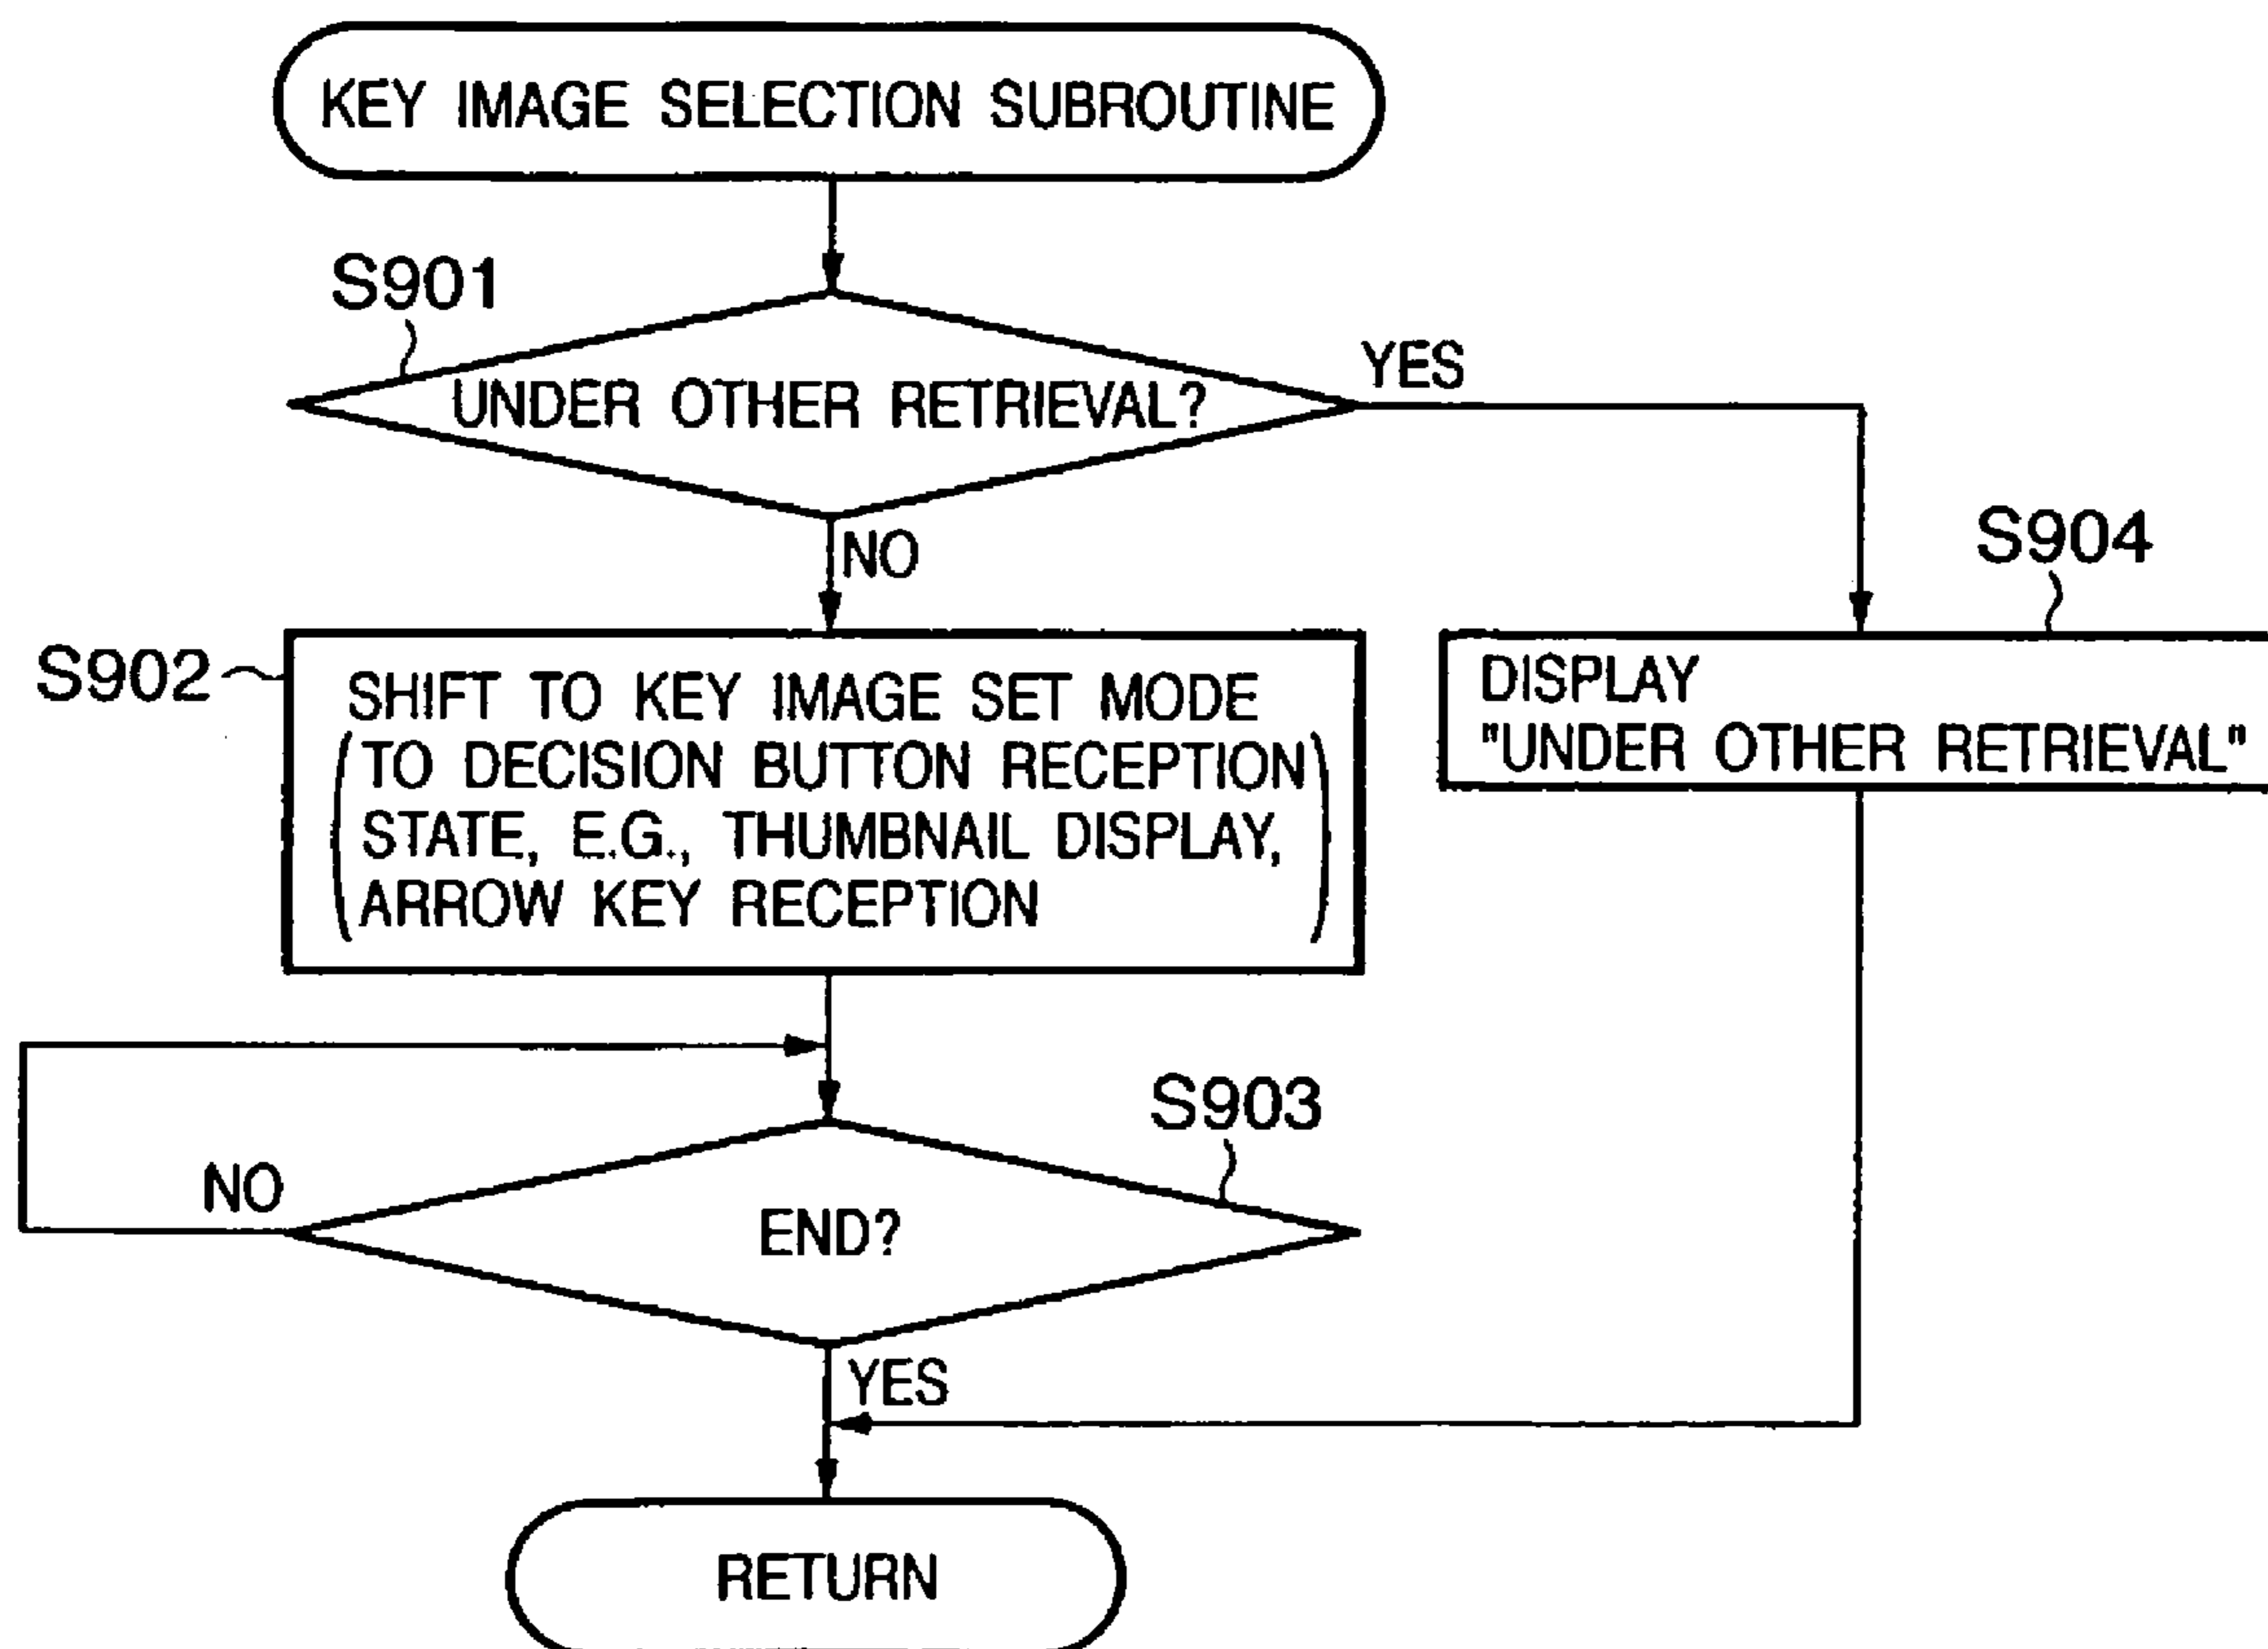 KEY IMAGE SELECTION SUBROUTINE
S901
UNDER OTHER RETRIEVAL?
YES
NO
S904
S902
SHIFT TO KEY IMAGE SET MODE
(TO DECISION BUTTON RECEPTION
STATE, E.G., THUMBNAIL DISPLAY,
ARROW KEY RECEPTION)
DISPLAY
"UNDER OTHER RETRIEVAL"
S903
NO
END?
YES
RETURN